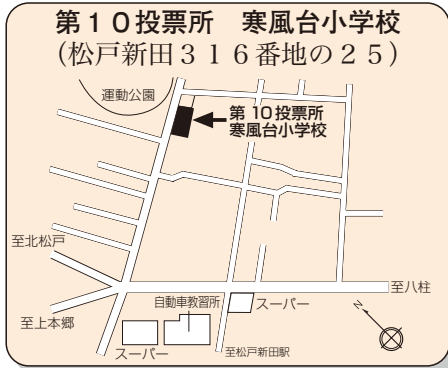 第10投票所　寒風台小学校
(松戸新田316番地の25)
運動公園
第10投票所
寒風台小学校
至北松戸
至八柱
自動車教習所
スーパー
至上本郷
N
スーパー
至松戸新田駅